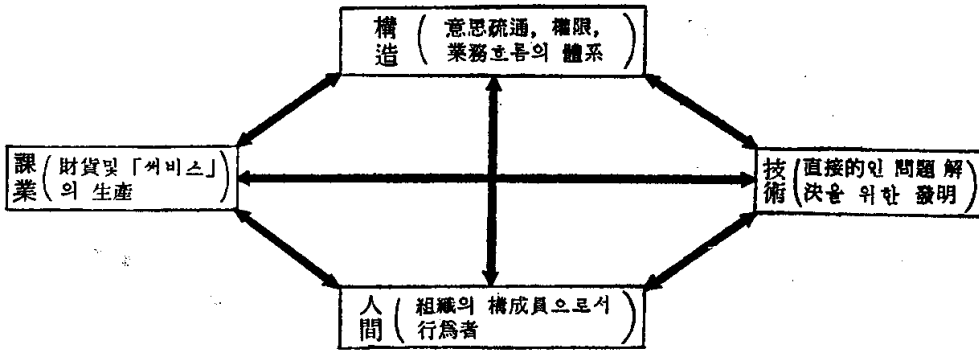 構造 (意思疏通, 權限,
業務흐름의 體系)
課業 (財貨및「써비스」
의 生產)
技術 (直接的인 問題 解
決을 위한 發明)
人間 (組織의 構成員으로서
行爲者)